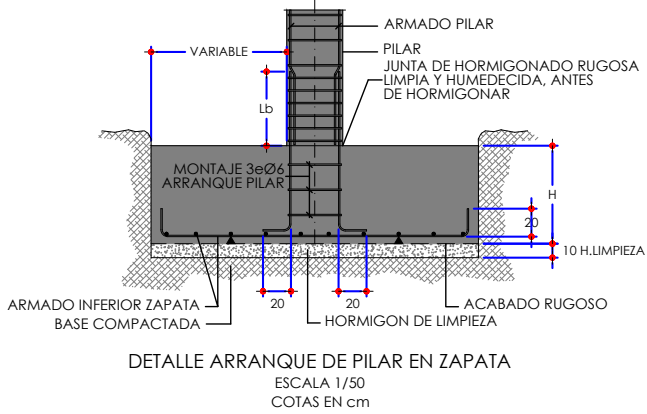 ARMADO PILAR
VARIABLE
PILAR
JUNTA DE HORMIGONADO RUGOSA
LIMPIA Y HUMEDECIDA, ANTES
DE HORMIGONAR
Lb
MONTAJE 3eØ6
ARRANQUE PILAR
H
20
10 H.LIMPIEZA
ARMADO INFERIOR ZAPATA
20
20
ACABADO RUGOSO
BASE COMPACTADA
HORMIGON DE LIMPIEZA
DETALLE ARRANQUE DE PILAR EN ZAPATA
ESCALA 1/50
COTAS EN cm